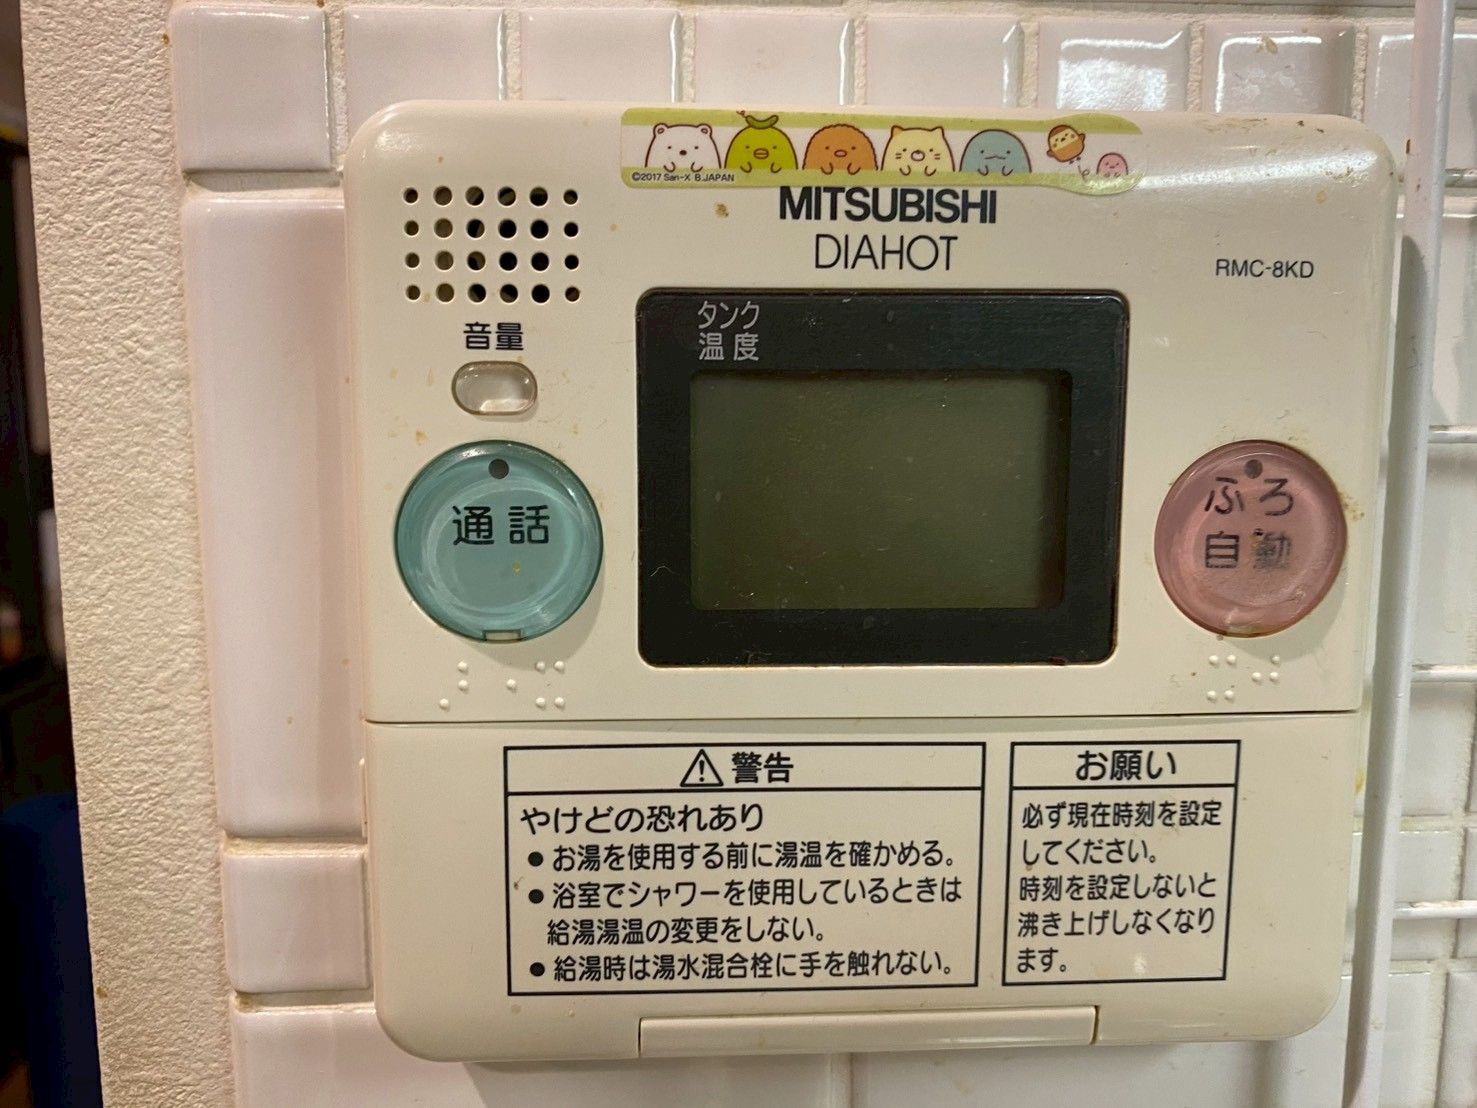 ©2017 San-X B.JAPAN
MITSUBISHI
DIAHOT
RMC-8KD
音量
タンク
温度
通話
ふろ
自動
⚠警告
やけどの恐れあり
●お湯を使用する前に湯温を確かめる。
●浴室でシャワーを使用しているときは
給湯湯温の変更をしない。
●給湯時は湯水混合栓に手を触れない。
お願い
必ず現在時刻を設定
してください。
時刻を設定しないと
沸き上げしなくなり
ます。